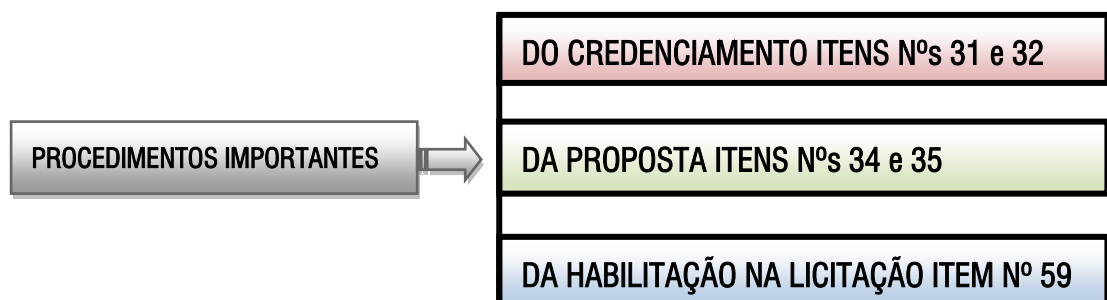 DO CREDENCIAMENTO ITENS Nºs 31 e 32
PROCEDIMENTOS IMPORTANTES
DA PROPOSTA ITENS Nºs 34 e 35
DA HABILITAÇÃO NA LICITAÇÃO ITEM Nº 59